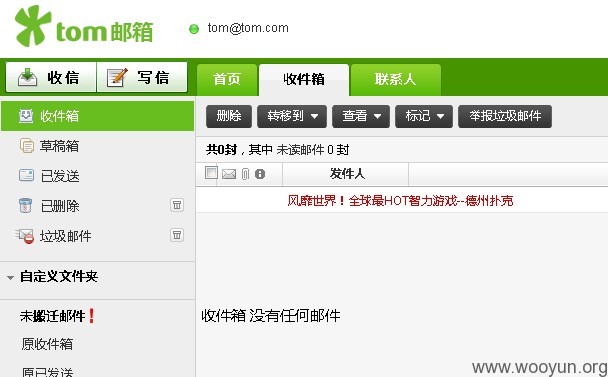 tom邮箱
tom@tom.com
收信
写信
首页
收件箱
联系人
收件箱
草稿箱
已发送
已删除
垃圾邮件
自定义文件夹
未搬迁邮件！
原收件箱
原已发送
删除
转移到
查看
标记
举报垃圾邮件
共0封，其中 未读邮件 0 封
发件人
风靡世界！全球最HOT智力游戏--德州扑克
收件箱 没有任何邮件
www.wooyun.org